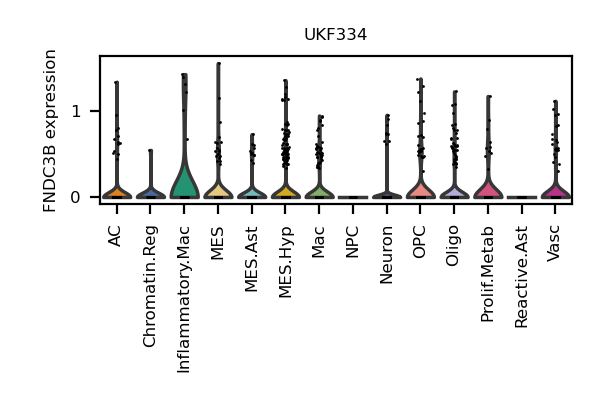 UKF334
FNDC3B expression
1
0
AC
Chromatin.Reg
Inflammatory.Mac
MES
MES.Ast
MES.Hyp
Mac
NPC
Neuron
OPC
Oligo
Prolif.Metab
Reactive.Ast
Vasc